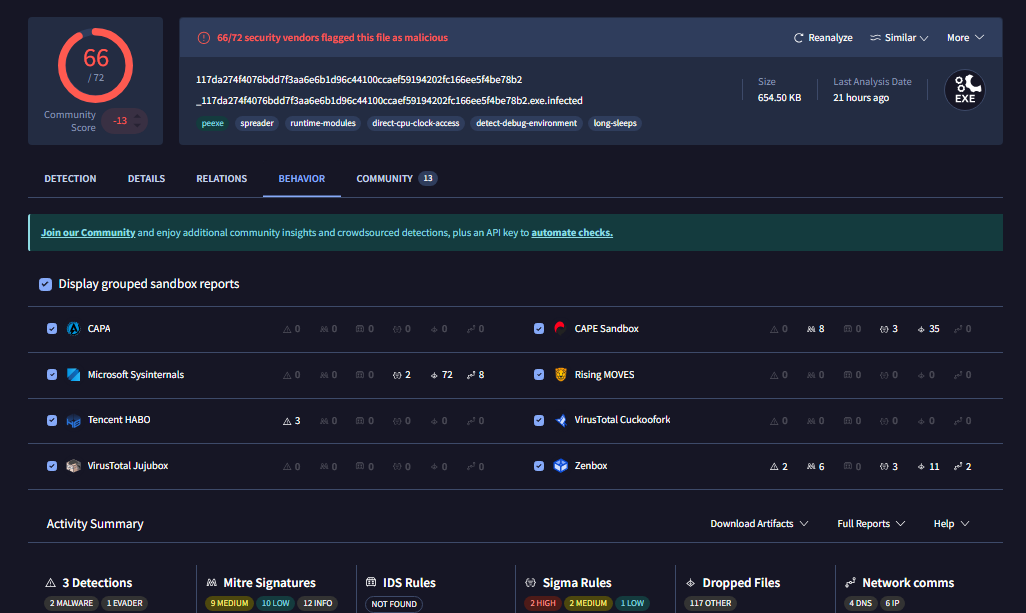 66
/ 72
Community
Score
-13
66/72 security vendors flagged this file as malicious
Reanalyze
Similar
More
117da274f4076bdd7f3aa6e6b1d96c44100ccaef59194202fc166ee5f4be78b2
_117da274f4076bdd7f3aa6e6b1d96c44100ccaef59194202fc166ee5f4be78b2.exe.infected
Size
654.50 KB
Last Analysis Date
21 hours ago
EXE
peexe
spreader
runtime-modules
direct-cpu-clock-access
detect-debug-environment
long-sleeps
DETECTION
DETAILS
RELATIONS
BEHAVIOR
COMMUNITY 13
Join our Community and enjoy additional community insights and crowdsourced detections, plus an API key to automate checks.
Display grouped sandbox reports
CAPA 0 0 0 0 0 0
CAPE Sandbox 0 8 0 3 35 0
Microsoft Sysinternals 0 0 0 2 72 8
Rising MOVES 0 0 0 0 0 0
Tencent HABO 3 0 0 0 0 0
VirusTotal Cuckoofork 0 0 0 0 0 0
VirusTotal Jujubox 0 0 0 0 0 0
Zenbox 2 6 0 3 11 2
Activity Summary
Download Artifacts
Full Reports
Help
3 Detections
2 MALWARE 1 EVADER
Mitre Signatures
9 MEDIUM 10 LOW 12 INFO
IDS Rules
NOT FOUND
Sigma Rules
2 HIGH 2 MEDIUM 1 LOW
Dropped Files
117 OTHER
Network comms
4 DNS 6 IP